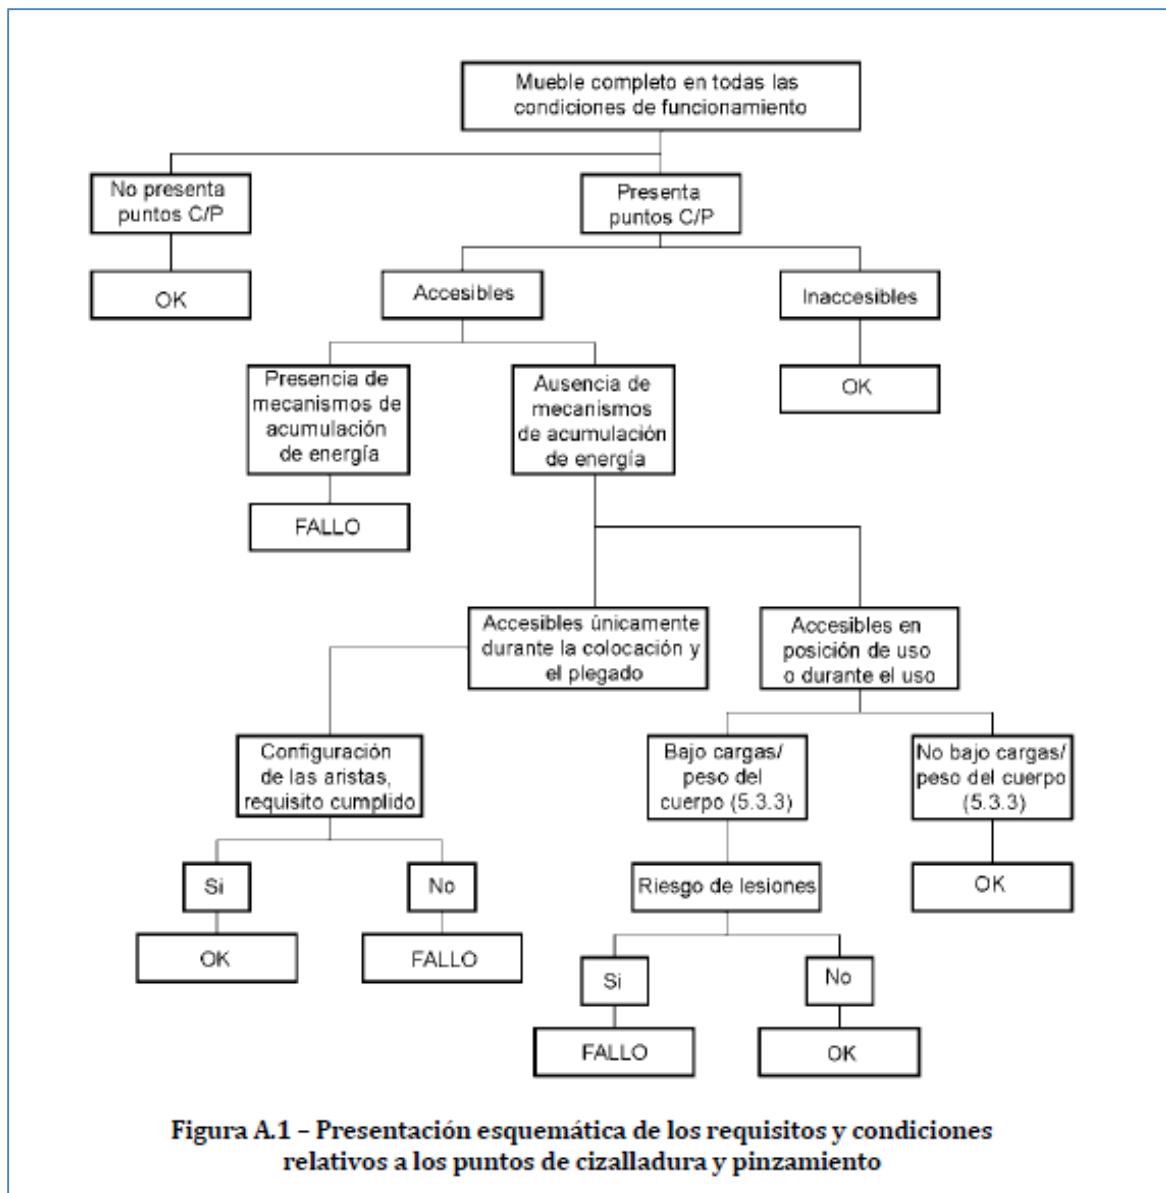 Mueble completo en todas las
condiciones de funcionamiento
No presenta
puntos C/P
Presenta
puntos C/P
OK
Accesibles
Inaccesibles
Presencia de
mecanismos de
acumulación
de energía
Ausencia de
mecanismos
de acumulación
de energía
OK
FALLO
Accesibles únicamente
durante la colocación y
el plegado
Accesibles en
posición de uso
o durante el uso
Configuración
de las aristas,
requisito cumplido
Bajo cargas/
peso del
cuerpo (5.3.3)
No bajo cargas/
peso del cuerpo
(5.3.3)
Si
No
Riesgo de lesiones
OK
OK
FALLO
Si
No
FALLO
OK
Figura A.1 – Presentación esquemática de los requisitos y condiciones
relativos a los puntos de cizalladura y pinzamiento